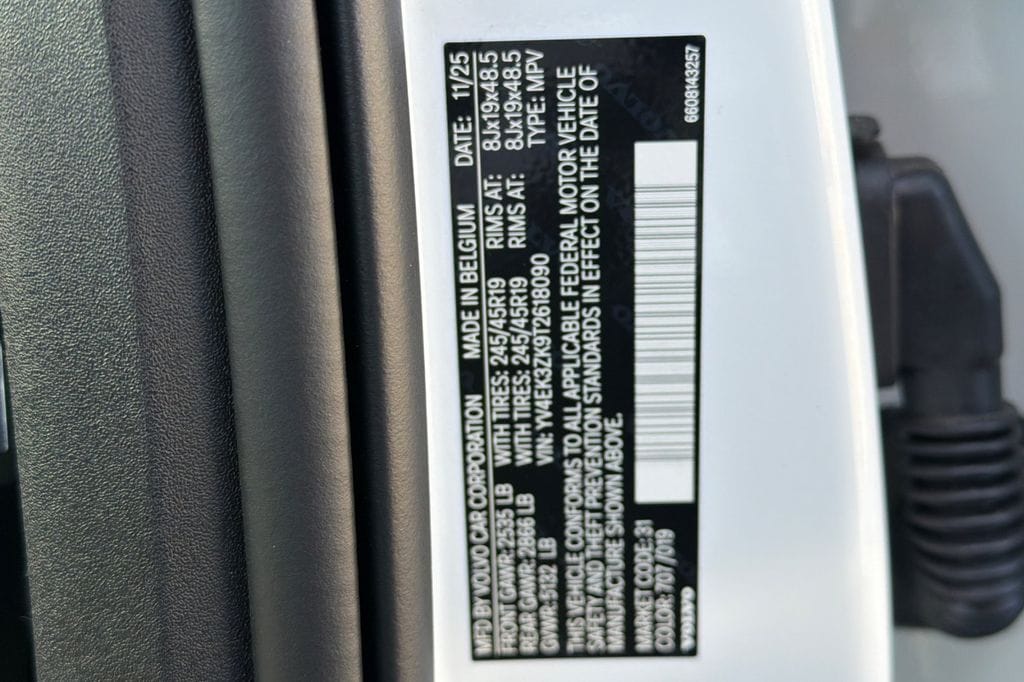 MFD BY VOLVO CAR CORPORATION MADE IN BELGIUM DATE: 11/25
FRONT GAWR: 2535 LB WITH TIRES: 245/45R19 RIMS AT: 8Jx19x48.5
REAR GAWR: 2866 LB WITH TIRES: 245/45R19 RIMS AT: 8Jx19x48.5
GVWR: 5132 LB VIN: YV4EK3ZK9T2618090 TYPE: MPV
THIS VEHICLE CONFORMS TO ALL APPLICABLE FEDERAL MOTOR VEHICLE
SAFETY AND THEFT PREVENTION STANDARDS IN EFFECT ON THE DATE OF
MANUFACTURE SHOWN ABOVE.
MARKET CODE: 31
COLOR: 707/019
VOLVO
6608143257